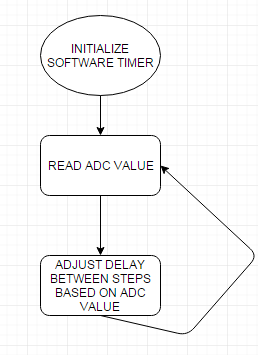 INITIALIZE
SOFTWARE TIMER
READ ADC VALUE
ADJUST DELAY
BETWEEN STEPS
BASED ON ADC
VALUE